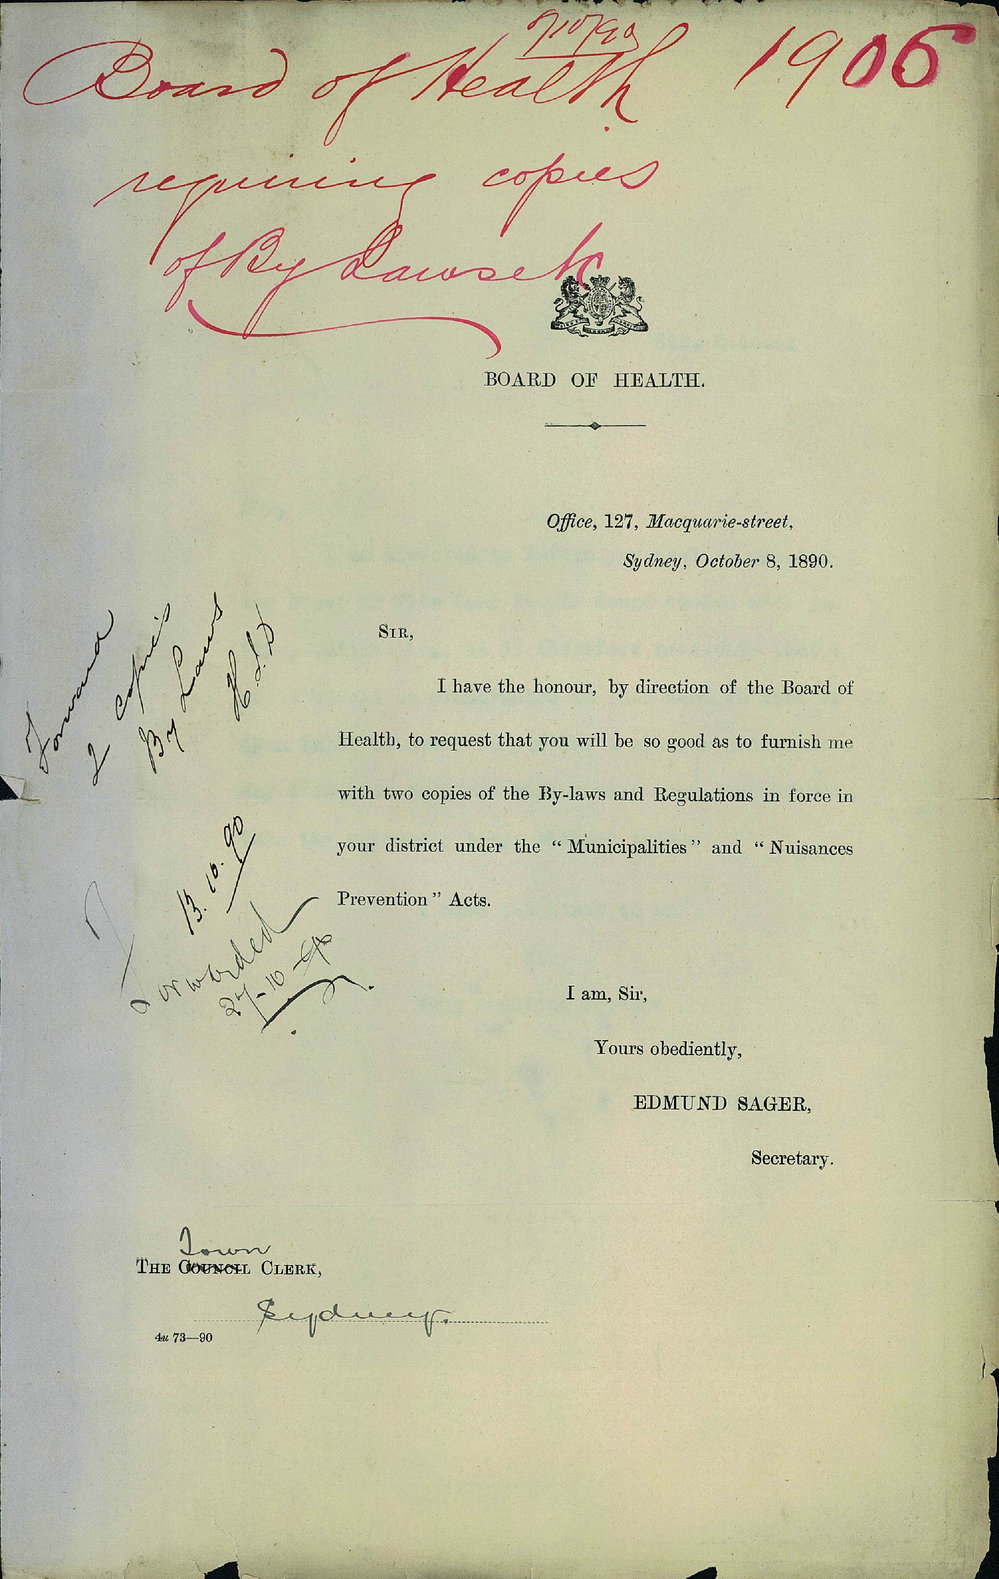 9/10/90
Board of Health 1906
requiring copies
of By Laws etc
BOARD OF HEALTH.
Office, 127, Macquarie-street,
Sydney, October 8, 1890.
SIR,
I have the honour, by direction of the Board of
Health, to request that you will be so good as to furnish me
with two copies of the By-laws and Regulations in force in
your district under the “Municipalities” and “Nuisances
Prevention” Acts.
Forward
2 copies
By Laws
13.10.90
Forwarded
27-10-90
I am, Sir,
Yours obediently,
EDMUND SAGER,
Secretary.
Town
THE COUNCIL CLERK,
Sydney.
4u 73—90